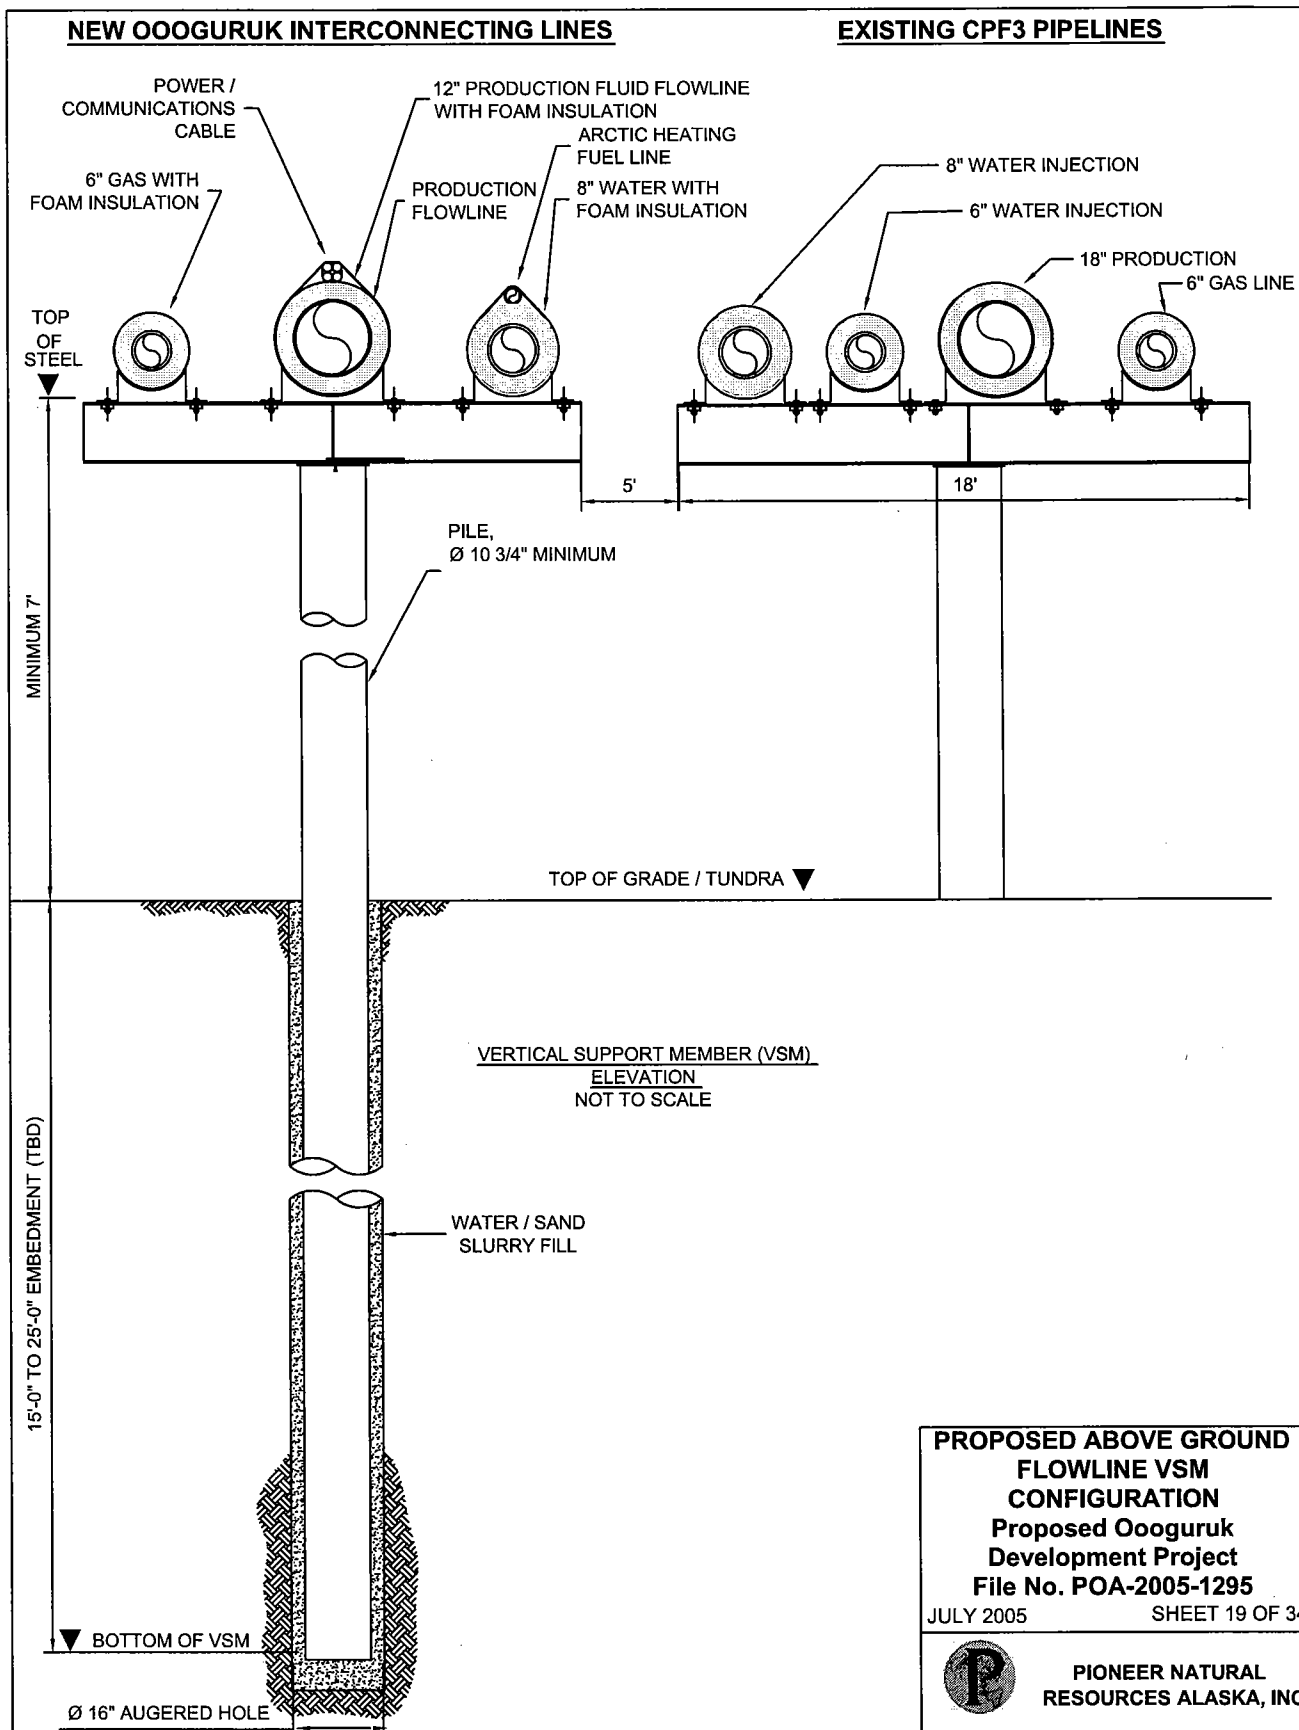 NEW OOOGURUK INTERCONNECTING LINES
EXISTING CPF3 PIPELINES
POWER /
COMMUNICATIONS
CABLE
12" PRODUCTION FLUID FLOWLINE
WITH FOAM INSULATION
ARCTIC HEATING
FUEL LINE
6" GAS WITH
FOAM INSULATION
PRODUCTION
FLOWLINE
8" WATER WITH
FOAM INSULATION
8" WATER INJECTION
6" WATER INJECTION
18" PRODUCTION
6" GAS LINE
TOP
OF
STEEL
5'
18'
PILE,
Ø 10 3/4" MINIMUM
MINIMUM 7'
TOP OF GRADE / TUNDRA
VERTICAL SUPPORT MEMBER (VSM)
ELEVATION
NOT TO SCALE
15'-0" TO 25'-0" EMBEDMENT (TBD)
WATER / SAND
SLURRY FILL
BOTTOM OF VSM
Ø 16" AUGERED HOLE
PROPOSED ABOVE GROUND
FLOWLINE VSM
CONFIGURATION
Proposed Oooguruk
Development Project
File No. POA-2005-1295
JULY 2005 SHEET 19 OF 34
P
PIONEER NATURAL
RESOURCES ALASKA, INC